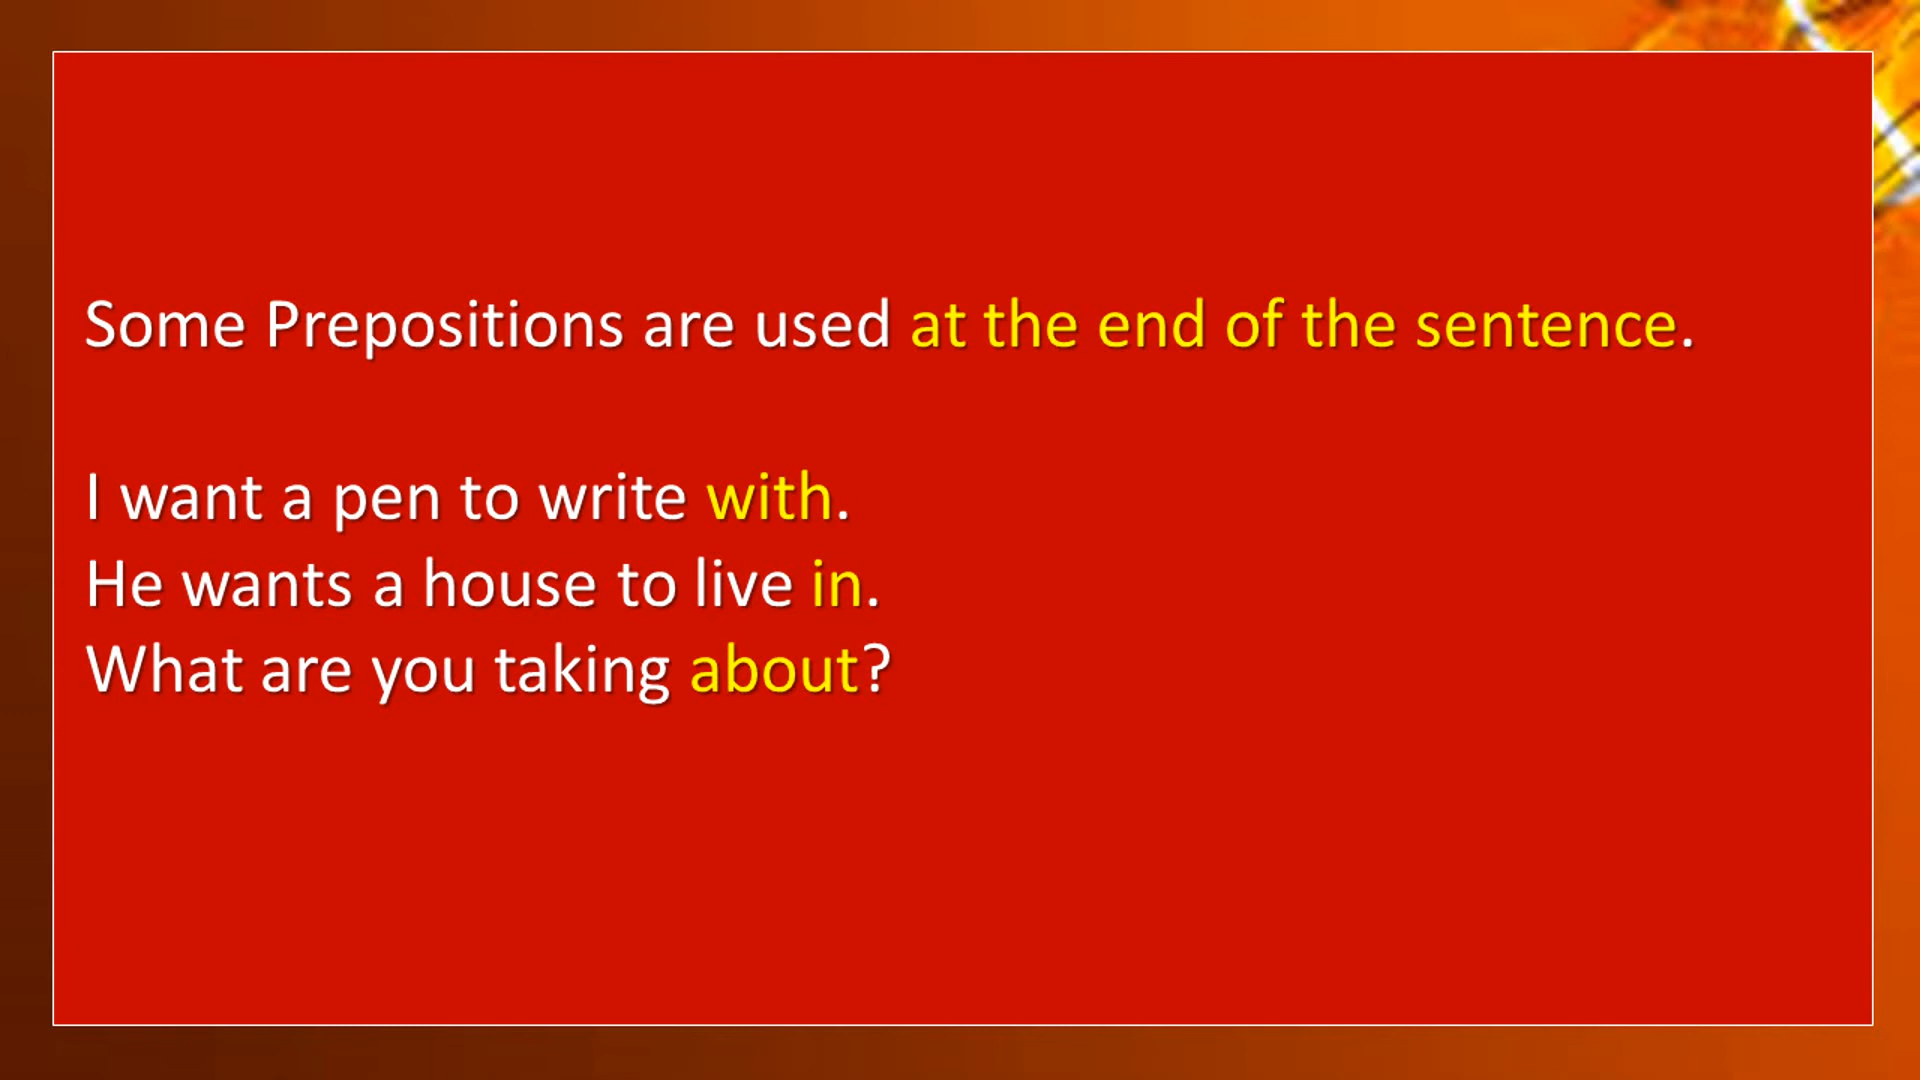 Some Prepositions are used at the end of the sentence.
I want a pen to write with.
He wants a house to live in.
What are you taking about?